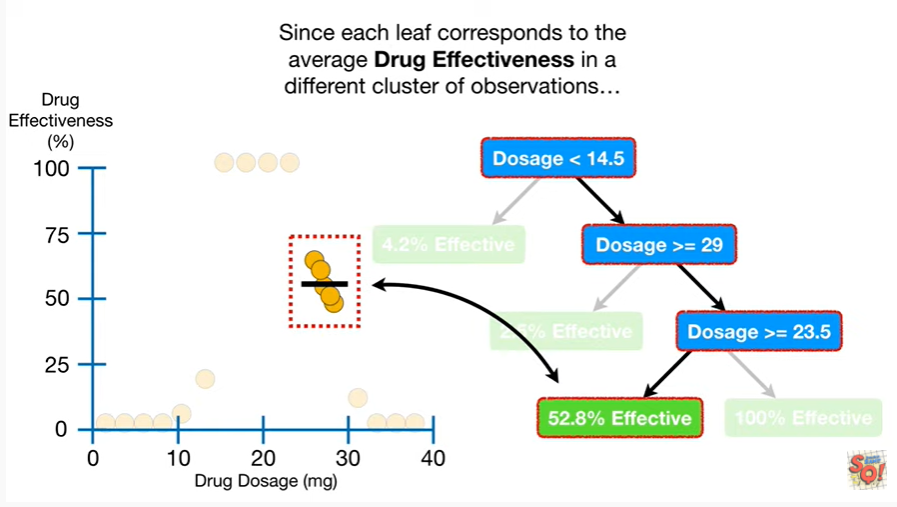 Since each leaf corresponds to the
average Drug Effectiveness in a
different cluster of observations…
Drug
Effectiveness
(%)
100
75
50
25
0
0 10 20 30 40
Drug Dosage (mg)
Dosage < 14.5
4.2% Effective
Dosage >= 29
Effective
Dosage >= 23.5
52.8% Effective
100% Effective
SQ!